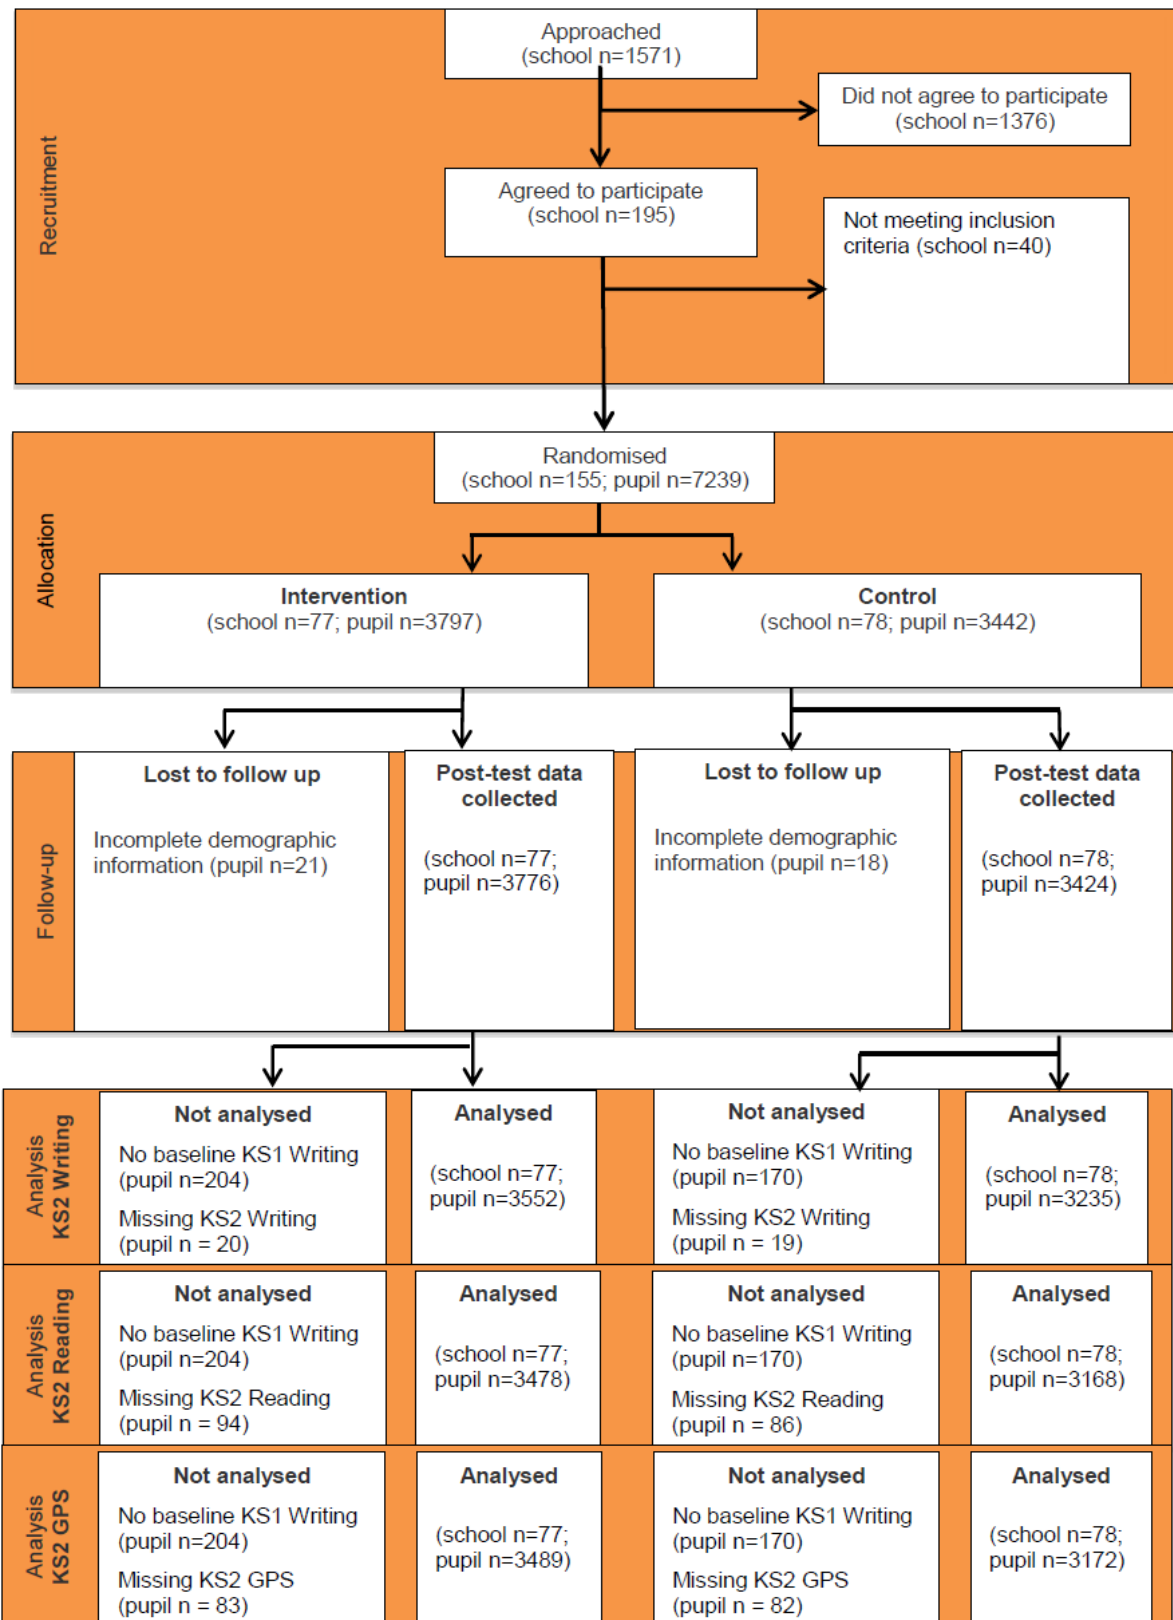 Recruitment
Approached
(school n=1571)
Did not agree to participate
(school n=1376)
Agreed to participate
(school n=195)
Not meeting inclusion
criteria (school n=40)
Allocation
Randomised
(school n=155; pupil n=7239)
Intervention
(school n=77; pupil n=3797)
Control
(school n=78; pupil n=3442)
Follow-up
Lost to follow up
Incomplete demographic
information (pupil n=21)
Post-test data
collected
(school n=77;
pupil n=3776)
Lost to follow up
Incomplete demographic
information (pupil n=18)
Post-test data
collected
(school n=78;
pupil n=3424)
Analysis
KS2 Writing
Not analysed
No baseline KS1 Writing
(pupil n=204)
Missing KS2 Writing
(pupil n = 20)
Analysed
(school n=77;
pupil n=3552)
Not analysed
No baseline KS1 Writing
(pupil n=170)
Missing KS2 Writing
(pupil n = 19)
Analysed
(school n=78;
pupil n=3235)
Analysis
KS2 Reading
Not analysed
No baseline KS1 Writing
(pupil n=204)
Missing KS2 Reading
(pupil n = 94)
Analysed
(school n=77;
pupil n=3478)
Not analysed
No baseline KS1 Writing
(pupil n=170)
Missing KS2 Reading
(pupil n = 86)
Analysed
(school n=78;
pupil n=3168)
Analysis
KS2 GPS
Not analysed
No baseline KS1 Writing
(pupil n=204)
Missing KS2 GPS
(pupil n = 83)
Analysed
(school n=77;
pupil n=3489)
Not analysed
No baseline KS1 Writing
(pupil n=170)
Missing KS2 GPS
(pupil n = 82)
Analysed
(school n=78;
pupil n=3172)